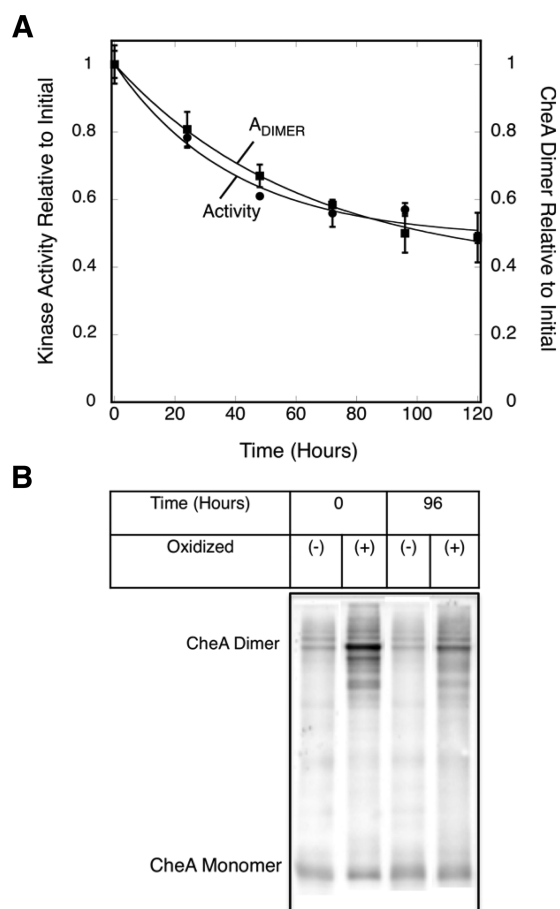 A
Kinase Activity Relative to Initial
1
0.8
0.6
0.4
0.2
0
A_DIMER
Activity
1
0.8
0.6
0.4
0.2
0
CheA Dimer Relative to Initial
0 20 40 60 80 100 120
Time (Hours)
B
Time (Hours) 0 96
Oxidized (-) (+) (-) (+)
CheA Dimer
CheA Monomer